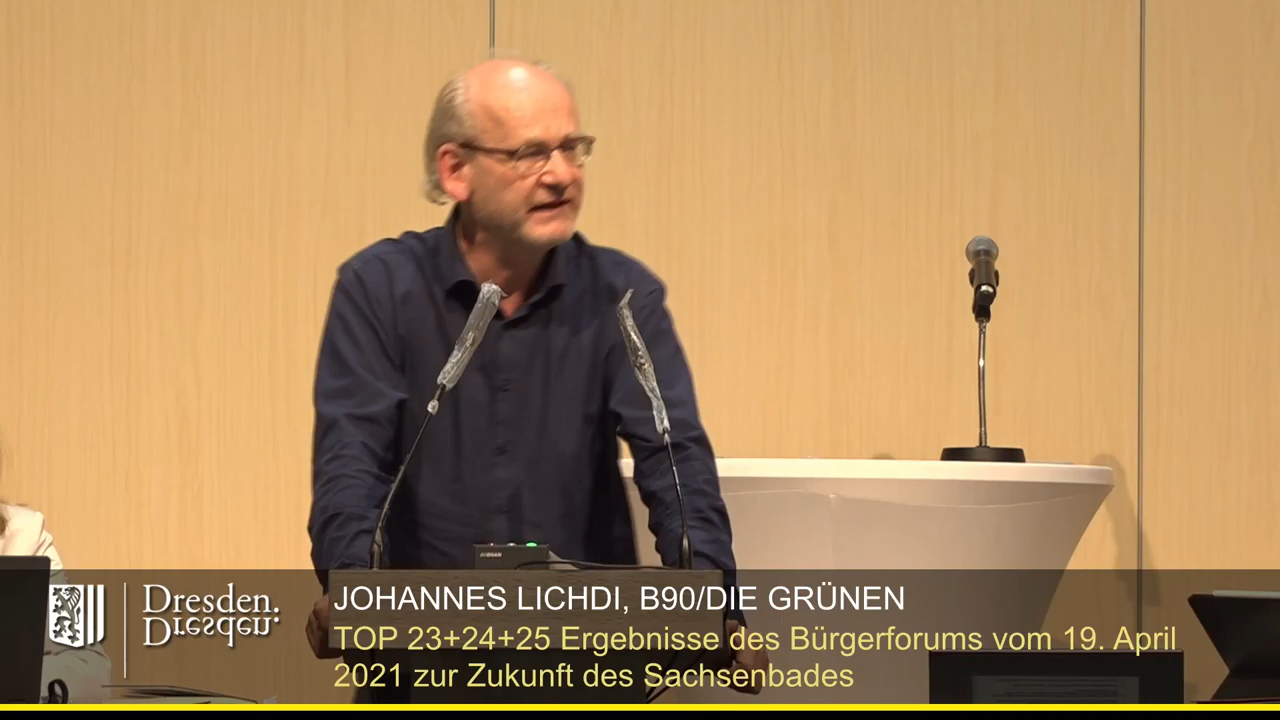 Dresden.
Dresden.
JOHANNES LICHDI, B90/DIE GRÜNEN
TOP 23+24+25 Ergebnisse des Bürgerforums vom 19. April
2021 zur Zukunft des Sachsenbades